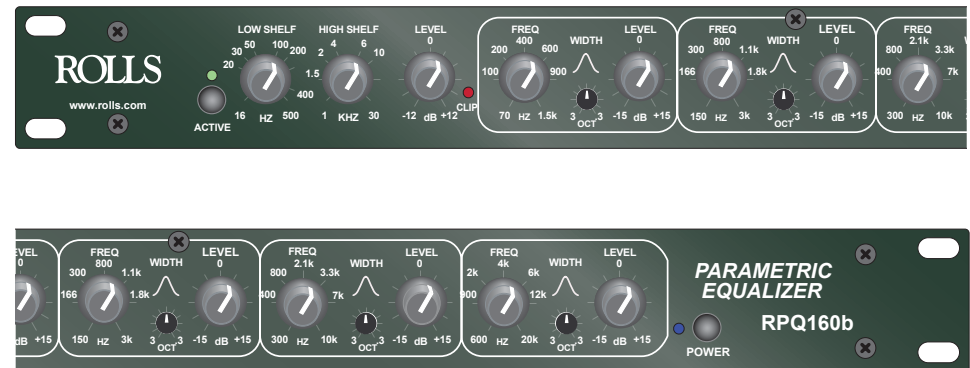 LOW SHELF HIGH SHELF LEVEL FREQ WIDTH LEVEL FREQ WIDTH LEVEL FREQ
50 100 200 4 6 0 400 0 800 0 2.1k
30 2 10 200 600 300 1.1k 800 3.3k
20 1.5 100 900 166 1.8k 400 7k
ROLLS
400
www.rolls.com
CLIP
ACTIVE
16 HZ 500 1 KHZ 30 -12 dB +12 70 HZ 1.5k 3 OCT .3 -15 dB +15 150 HZ 3k 3 OCT .3 -15 dB +15 300 HZ 10k
EVEL FREQ WIDTH LEVEL FREQ WIDTH LEVEL FREQ WIDTH LEVEL
0 800 0 2.1k 0 4k 0
300 1.1k 800 3.3k 2k 6k
166 1.8k 400 7k 900 12k
PARAMETRIC
EQUALIZER
RPQ160b
POWER
dB +15 150 HZ 3k 3 OCT .3 -15 dB +15 300 HZ 10k 3 OCT .3 -15 dB +15 600 HZ 20k 3 OCT .3 -15 dB +15